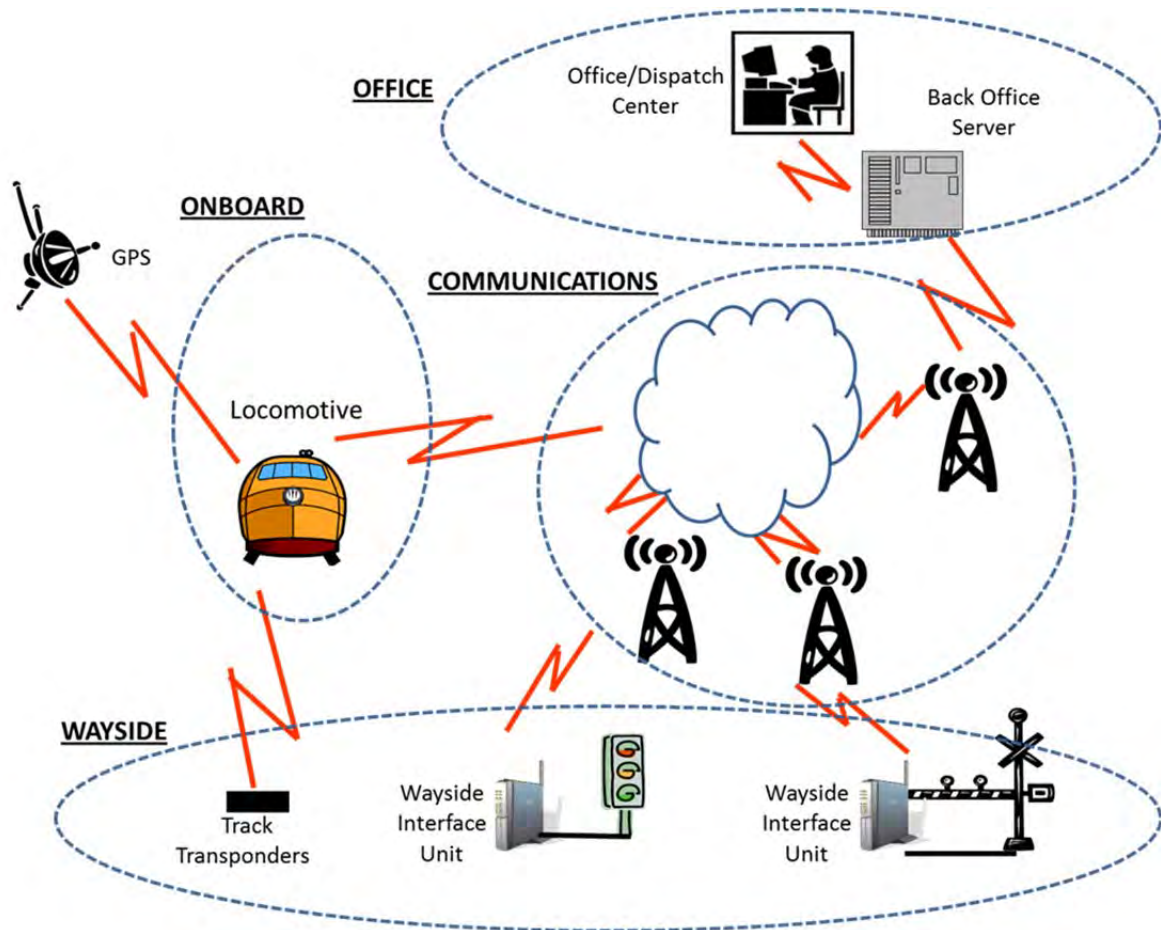 OFFICE
Office/Dispatch
Center
Back Office
Server
ONBOARD
GPS
COMMUNICATIONS
Locomotive
WAYSIDE
Track
Transponders
Wayside
Interface
Unit
Wayside
Interface
Unit